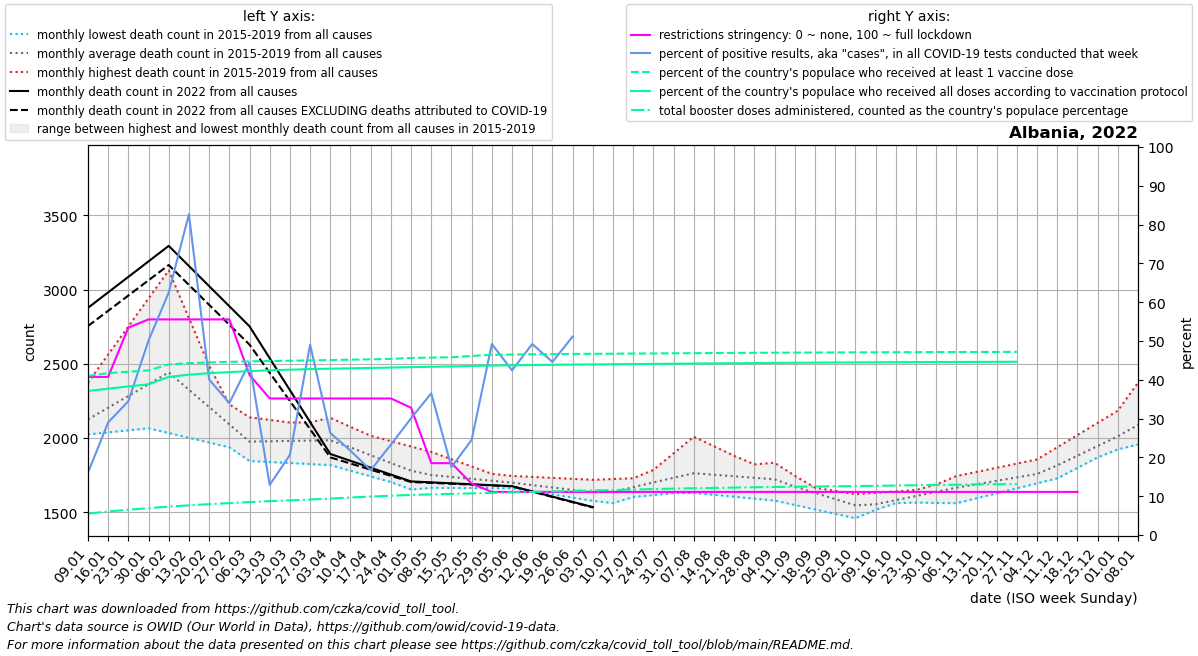 left Y axis:
monthly lowest death count in 2015-2019 from all causes
monthly average death count in 2015-2019 from all causes
monthly highest death count in 2015-2019 from all causes
monthly death count in 2022 from all causes
monthly death count in 2022 from all causes EXCLUDING deaths attributed to COVID-19
range between highest and lowest monthly death count from all causes in 2015-2019
right Y axis:
restrictions stringency: 0 ~ none, 100 ~ full lockdown
percent of positive results, aka "cases", in all COVID-19 tests conducted that week
percent of the country's populace who received at least 1 vaccine dose
percent of the country's populace who received all doses according to vaccination protocol
total booster doses administered, counted as the country's populace percentage
Albania, 2022
count
3500
3000
2500
2000
1500
100
90
80
70
60
50
40
30
20
10
0
percent
09.01 16.01 23.01 30.01 06.02 13.02 20.02 27.02 06.03 13.03 20.03 27.03 03.04 10.04 17.04 24.04 01.05 08.05 15.05 22.05 29.05 05.06 12.06 19.06 26.06 03.07 10.07 17.07 24.07 31.07 07.08 14.08 21.08 28.08 04.09 11.09 18.09 25.09 02.10 09.10 16.10 23.10 30.10 06.11 13.11 20.11 27.11 04.12 11.12 18.12 25.12 01.01 08.01
date (ISO week Sunday)
This chart was downloaded from https://github.com/czka/covid_toll_tool.
Chart's data source is OWID (Our World in Data), https://github.com/owid/covid-19-data.
For more information about the data presented on this chart please see https://github.com/czka/covid_toll_tool/blob/main/README.md.